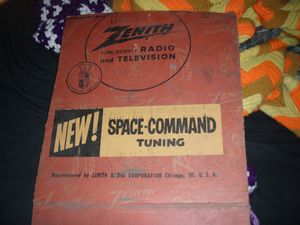 ZENITH
RADIO
and TELEVISION
NEW! SPACE-COMMAND
TUNING
Manufactured by ZENITH RADIO CORPORATION Chicago, Ill. U. S. A.